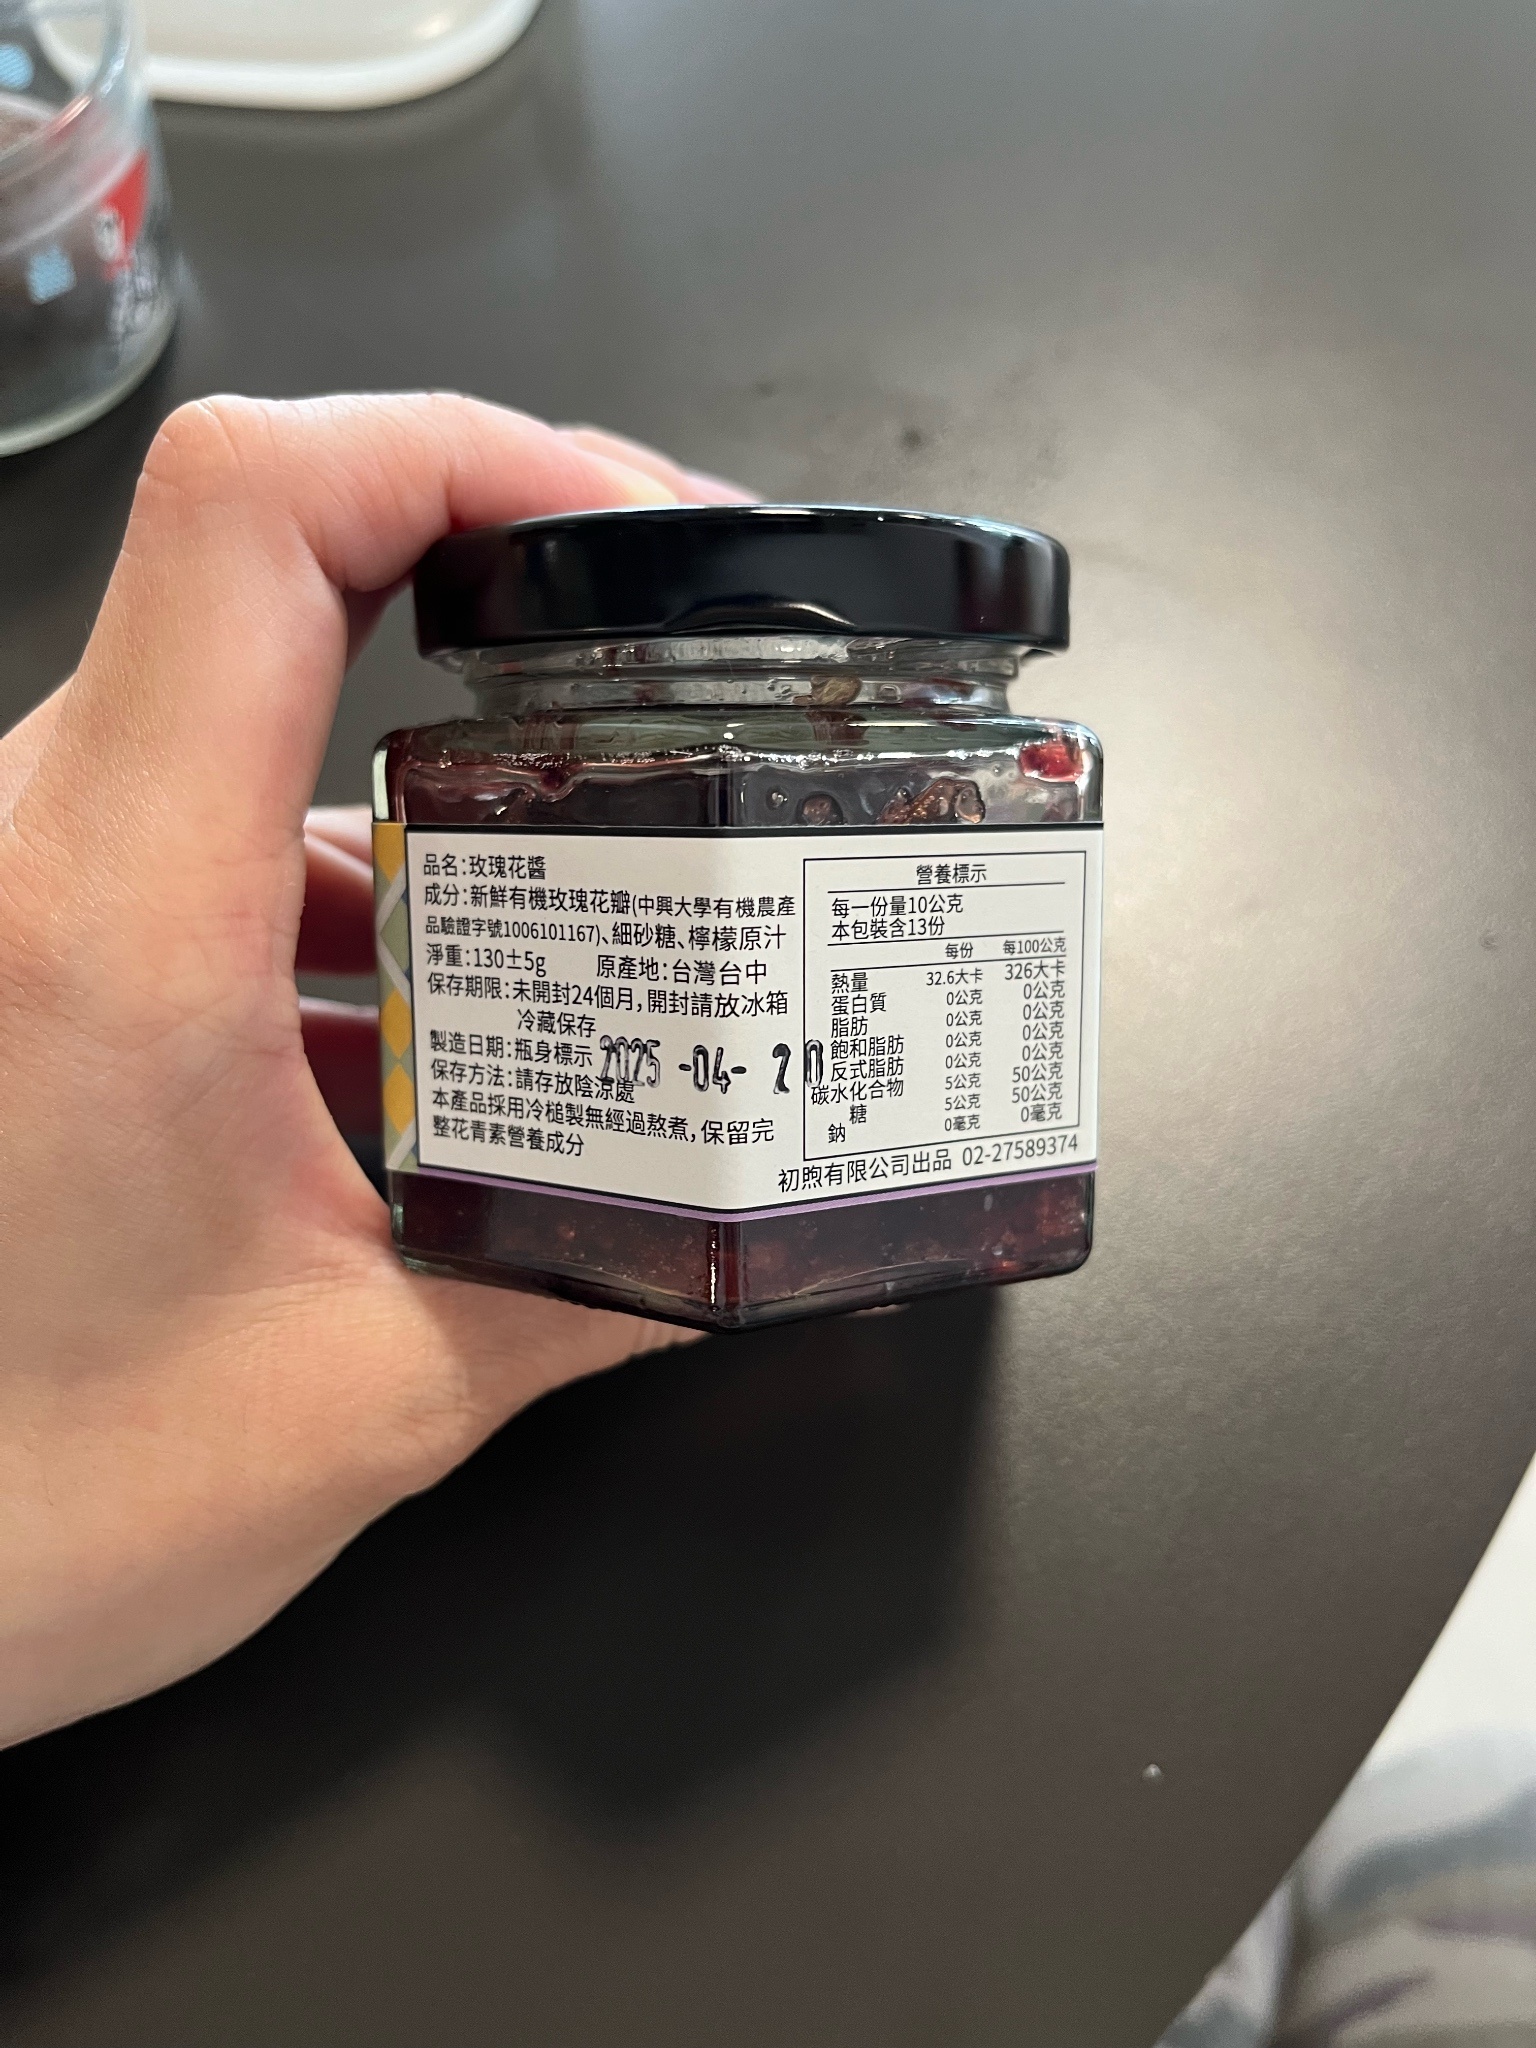 品名：玫瑰花醬
成分：新鮮有機玫瑰花瓣(中興大學有機農產
品驗證字號1006101167)、細砂糖、檸檬原汁
淨重：130±5g 原產地：台灣台中
保存期限：未開封24個月，開封請放冰箱
冷藏保存
製造日期：瓶身標示 2025 -04- 20
保存方法：請存放陰涼處
本產品採用冷槌製無經過熬煮，保留完
整花青素營養成分
營養標示
每一份量10公克
本包裝含13份
每份 每100公克
熱量 32.6大卡 326大卡
蛋白質 0公克 0公克
脂肪 0公克 0公克
飽和脂肪 0公克 0公克
反式脂肪 0公克 0公克
碳水化合物 5公克 50公克
糖 5公克 50公克
鈉 0毫克 0毫克
初煦有限公司出品 02-27589374